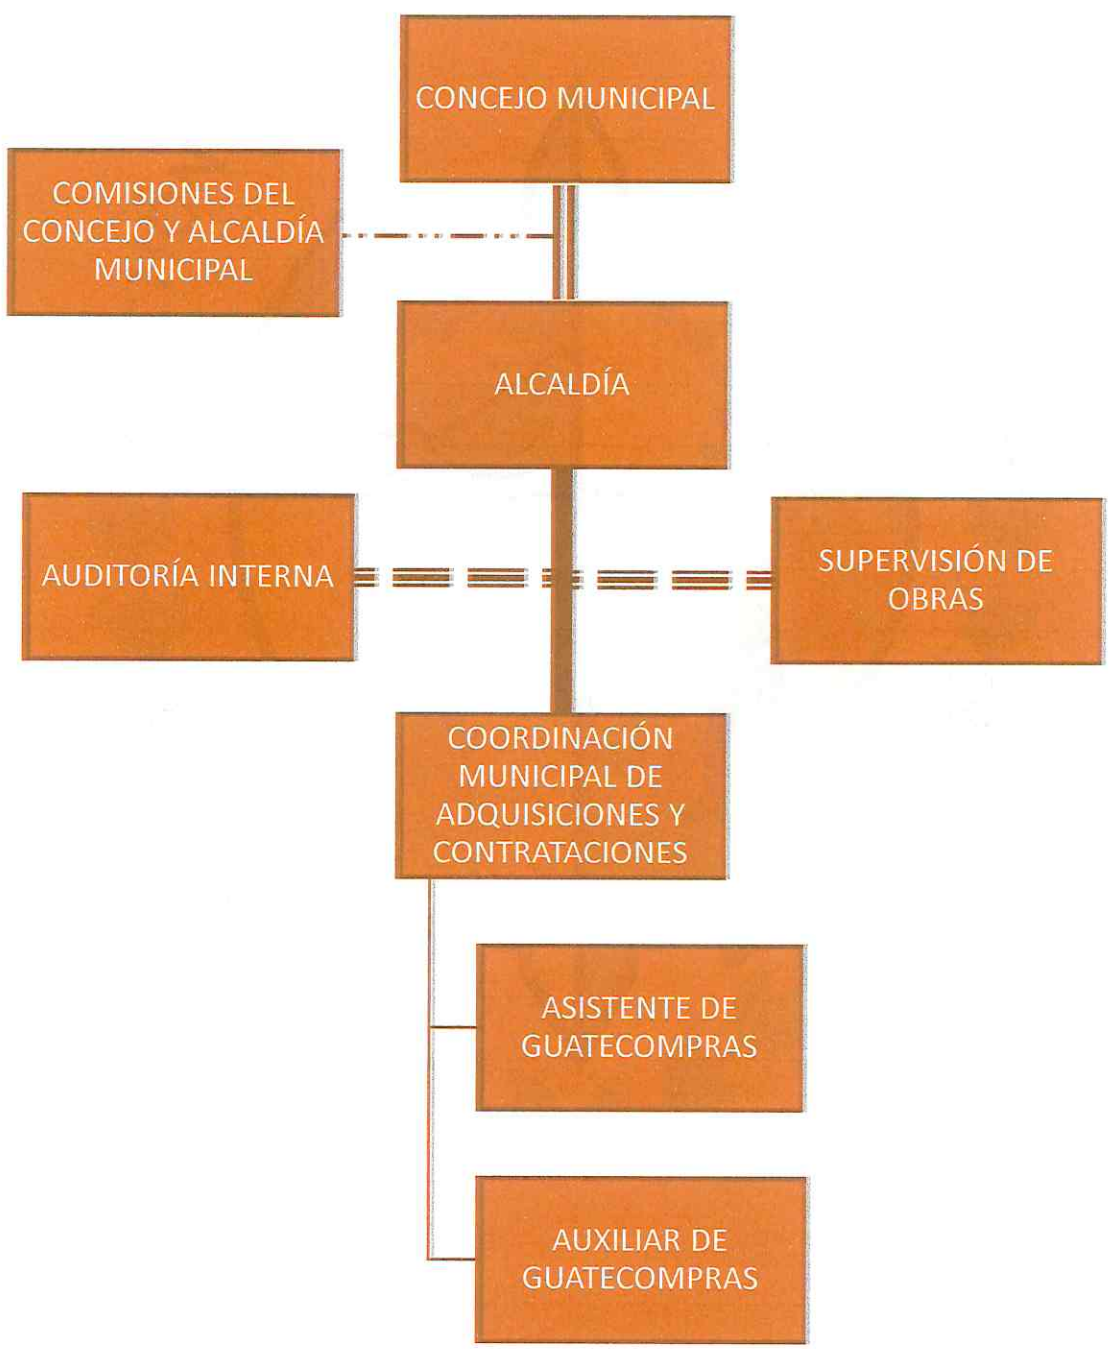 CONCEJO MUNICIPAL
COMISIONES DEL
CONCEJO Y ALCALDÍA
MUNICIPAL
ALCALDÍA
AUDITORÍA INTERNA
SUPERVISIÓN DE
OBRAS
COORDINACIÓN
MUNICIPAL DE
ADQUISICIONES Y
CONTRATACIONES
ASISTENTE DE
GUATECOMPRAS
AUXILIAR DE
GUATECOMPRAS